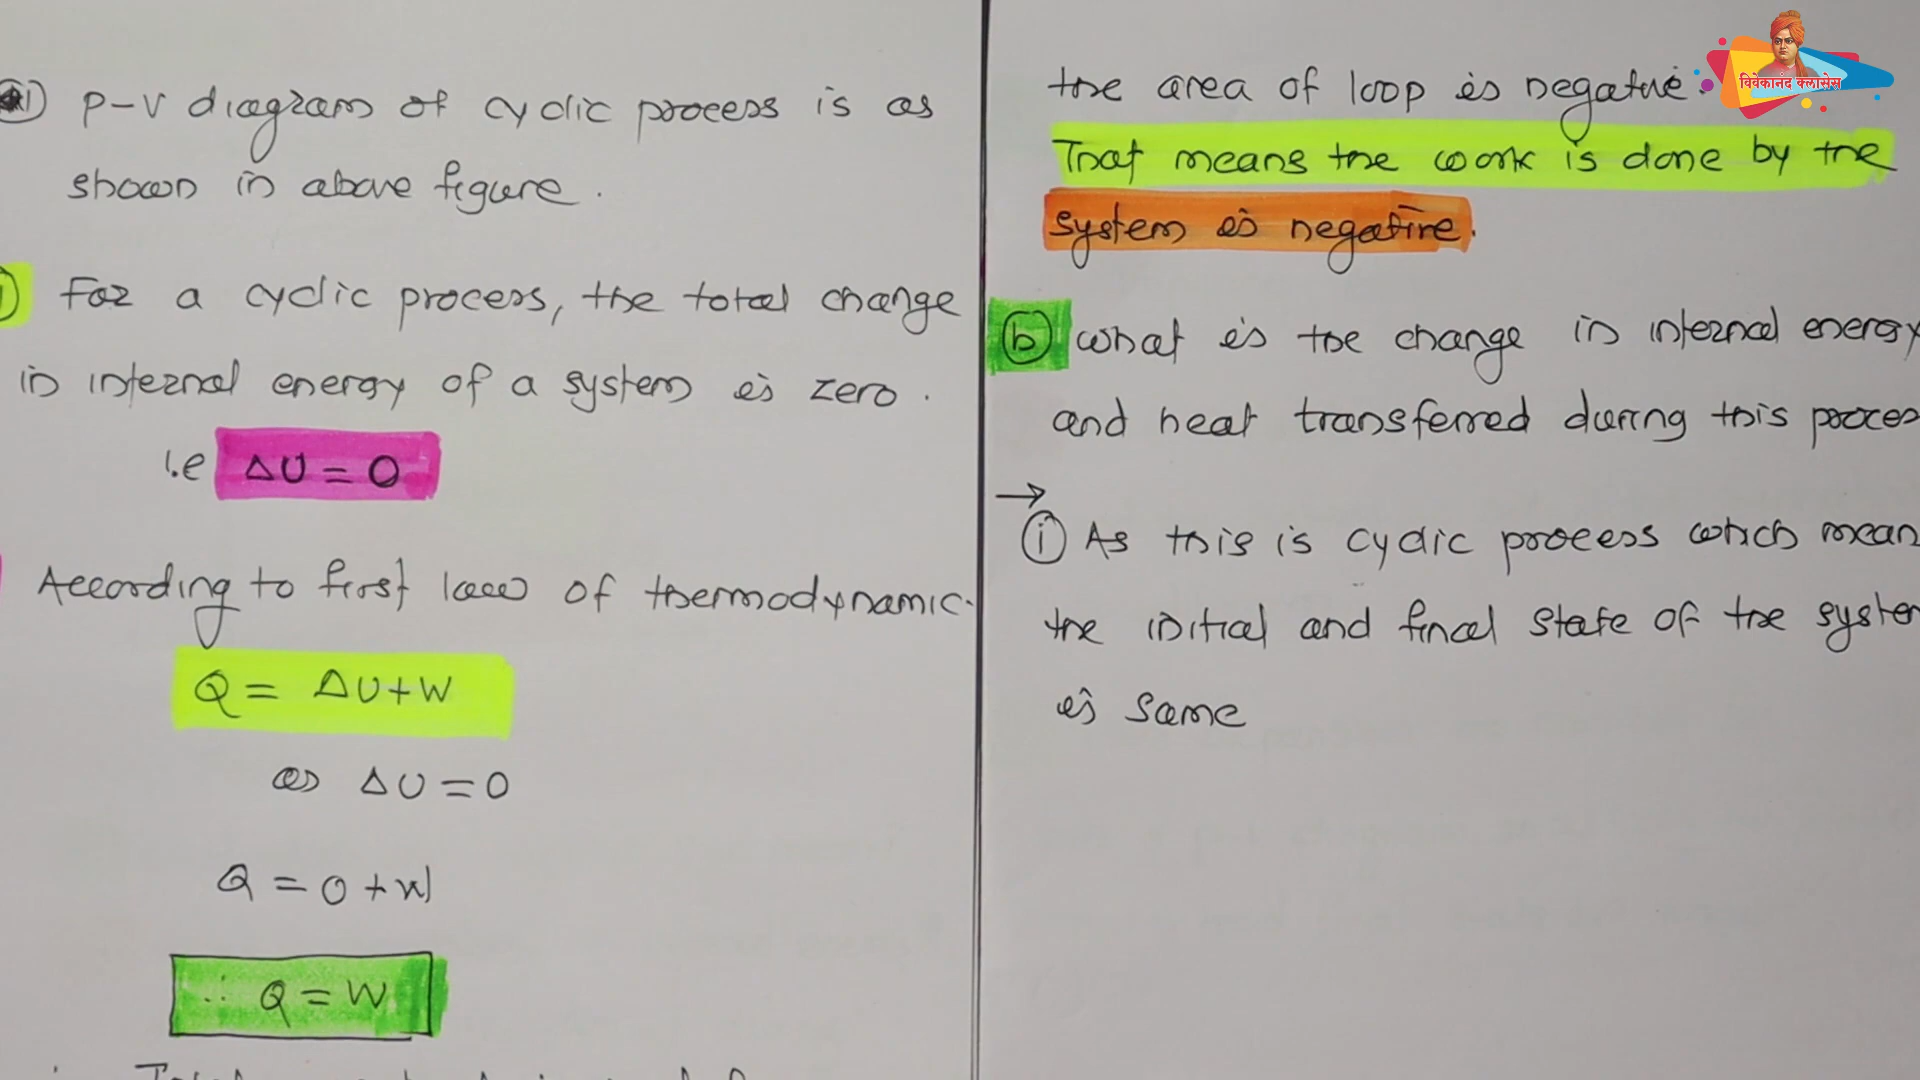 i) P-V diagram of cyclic process is as
shown in above figure.
) For a cyclic process, the total change
in internal energy of a system is zero.
i.e ΔU = 0
According to first law of thermodynamic.
Q = ΔU+W
as ΔU = 0
Q = 0 + W
∴ Q = W
the area of loop is negative.
That means the work is done by the
system is negative.
b What is the change in internal energy
and heat transferred during this proces
→
i As this is cyclic process which mean
the initial and final state of the system
is same
विवेकानंद क्लासेस